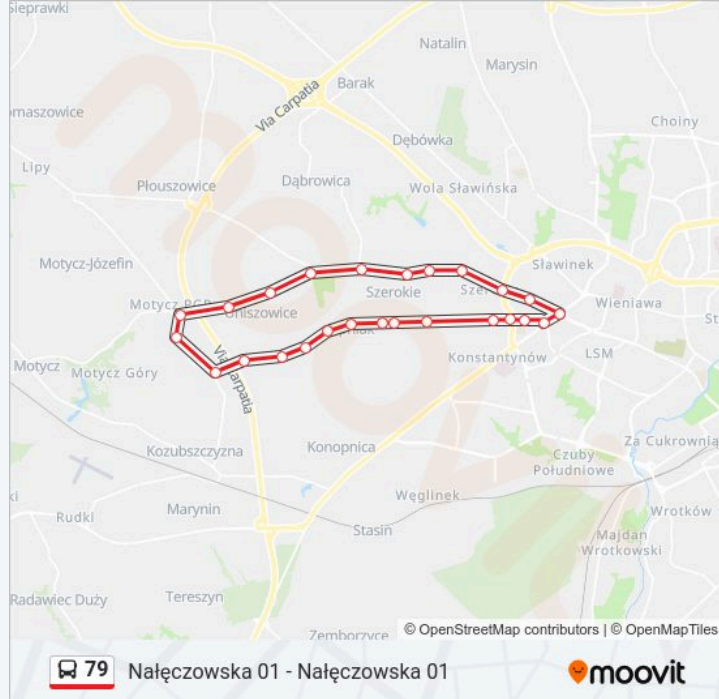 Sieprawki
Natalin
Marysin
Barak
Via Carpatia
omaszowice
Choiny
Dębówka
Lipy
Płouszowice
Dąbrowica
Wola Sławińska
Motycz-Józefin
Sławinek
Szerokie
Motycz PGR
Uniszowice
Wieniawa
Konstantynów
LSM
Motycz
Motycz Góry
Via Carpatia
Kozubszczyzna
Konopnica
Czuby
Południowe
Za Cukrownią
Węglinek
Marynin
Rudki
Stasin
Wrotków
Majdan
Wrotkowski
Radawiec Duży
Tereszyn
Zemborzyce
© OpenStreetMap contributors | © OpenMapTiles
79 Nałęczowska 01 - Nałęczowska 01
moovit